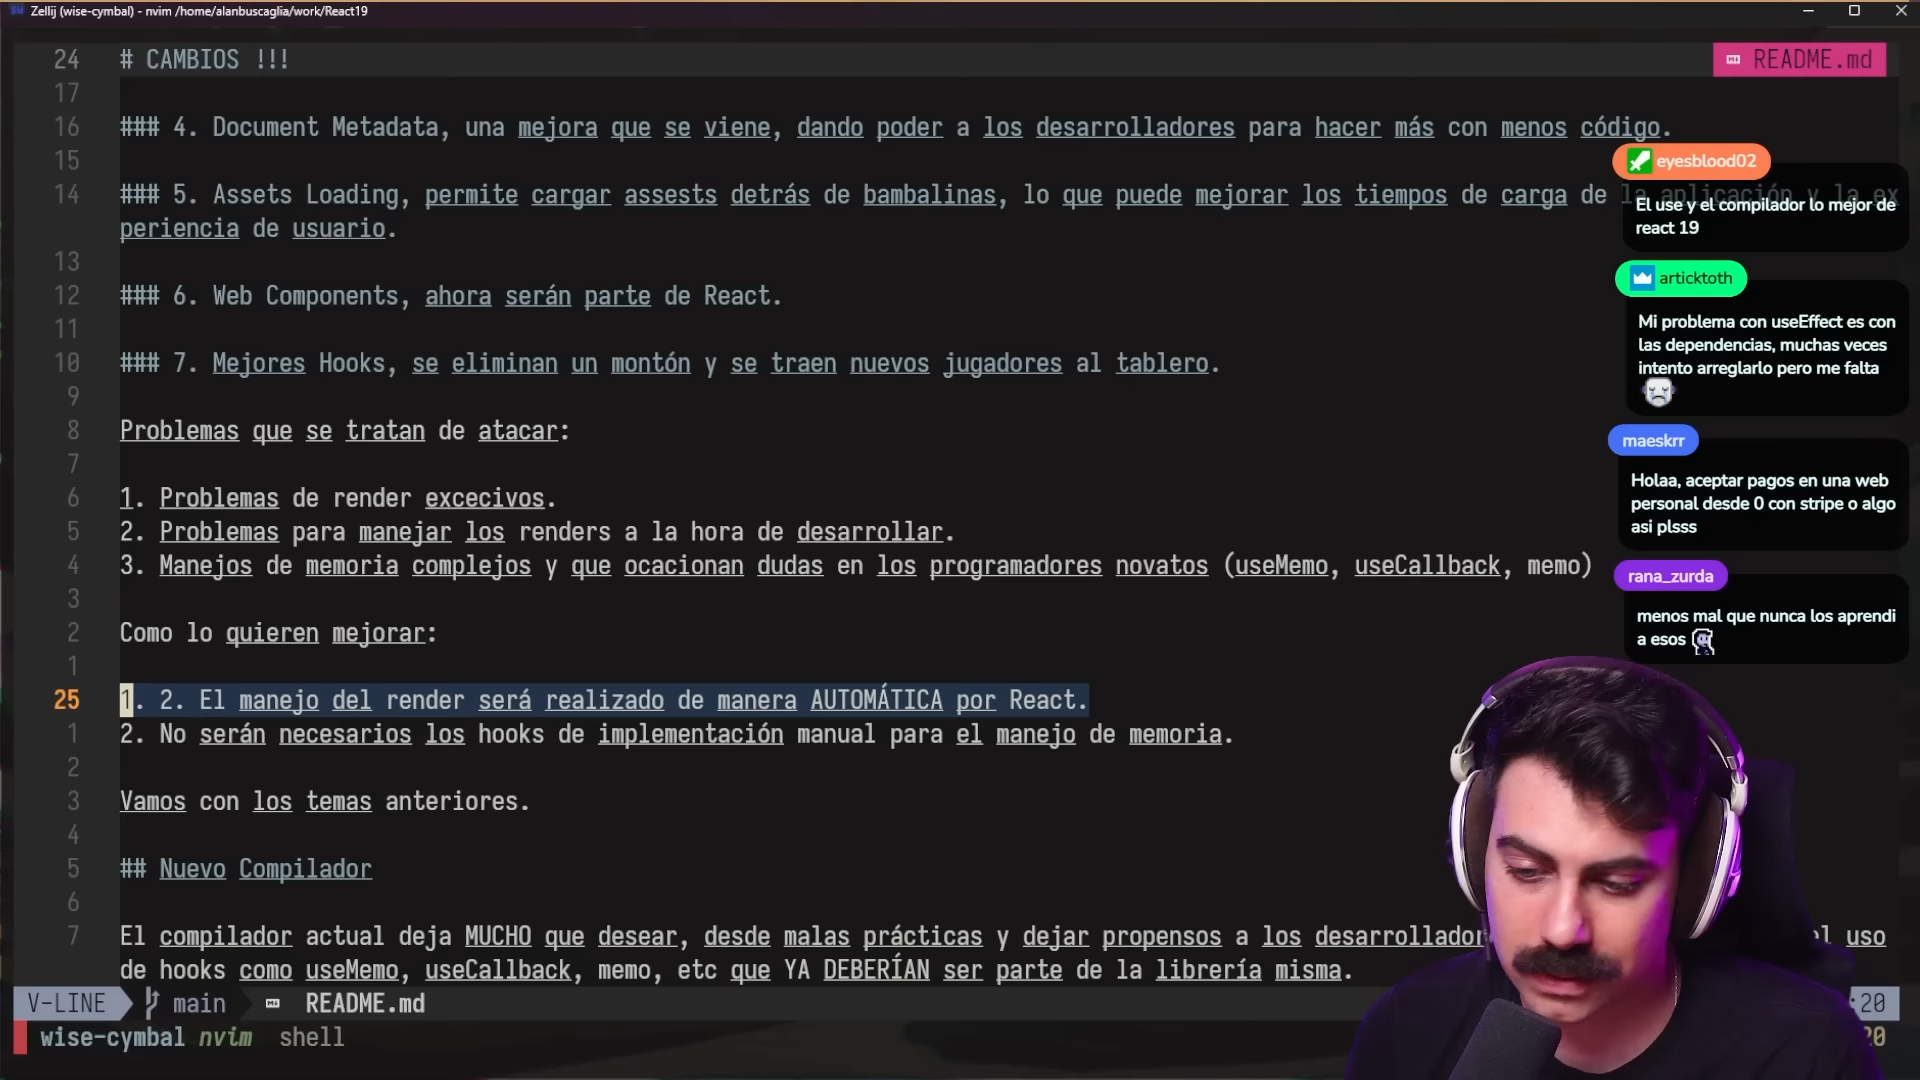 Zellij (wise-cymbal) - nvim /home/alanbuscaglia/work/React19
24 # CAMBIOS !!!
README.md
17
16 ### 4. Document Metadata, una mejora que se viene, dando poder a los desarrolladores para hacer más con menos código.
15
14 ### 5. Assets Loading, permite cargar assests detrás de bambalinas, lo que puede mejorar los tiempos de carga de la aplicación y la ex
periencia de usuario.
13
12 ### 6. Web Components, ahora serán parte de React.
11
10 ### 7. Mejores Hooks, se eliminan un montón y se traen nuevos jugadores al tablero.
9
8 Problemas que se tratan de atacar:
7
6 1. Problemas de render excecivos.
5 2. Problemas para manejar los renders a la hora de desarrollar.
4 3. Manejos de memoria complejos y que ocacionan dudas en los programadores novatos (useMemo, useCallback, memo)
3
2 Como lo quieren mejorar:
1
25 1. 2. El manejo del render será realizado de manera AUTOMÁTICA por React.
1 2. No serán necesarios los hooks de implementación manual para el manejo de memoria.
2
3 Vamos con los temas anteriores.
4
5 ## Nuevo Compilador
6
7 El compilador actual deja MUCHO que desear, desde malas prácticas y dejar propensos a los desarrollador el uso
de hooks como useMemo, useCallback, memo, etc que YA DEBERÍAN ser parte de la librería misma.
V-LINE main README.md :20
wise-cymbal nvim shell 20
eyesblood02
El use y el compilador lo mejor de
react 19
articktoth
Mi problema con useEffect es con
las dependencias, muchas veces
intento arreglarlo pero me falta
maeskrr
Holaa, aceptar pagos en una web
personal desde 0 con stripe o algo
asi plsss
rana_zurda
menos mal que nunca los aprendi
a esos